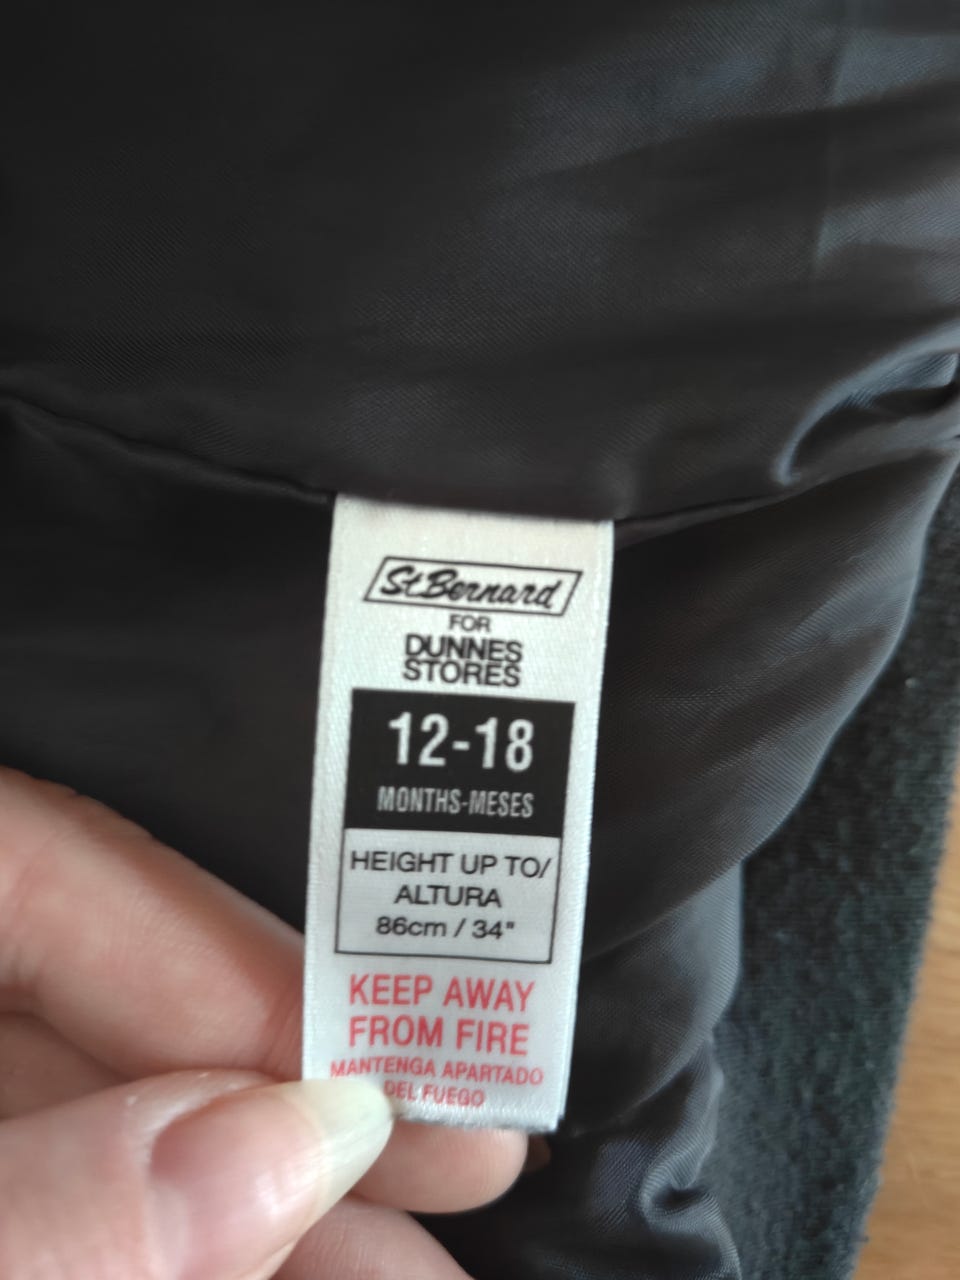 St Bernard
FOR
DUNNES
STORES
12-18
MONTHS-MESES
HEIGHT UP TO/
ALTURA
86cm / 34"
KEEP AWAY
FROM FIRE
MANTENGA APARTADO
DEL FUEGO